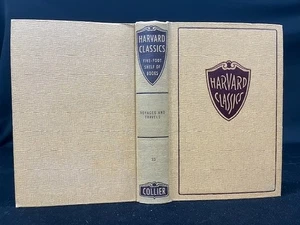 HARVARD
CLASSICS
FIVE-FOOT
SHELF OF
BOOKS
VOYAGES AND
TRAVELS
COLLIER
HARVARD
CLASSICS